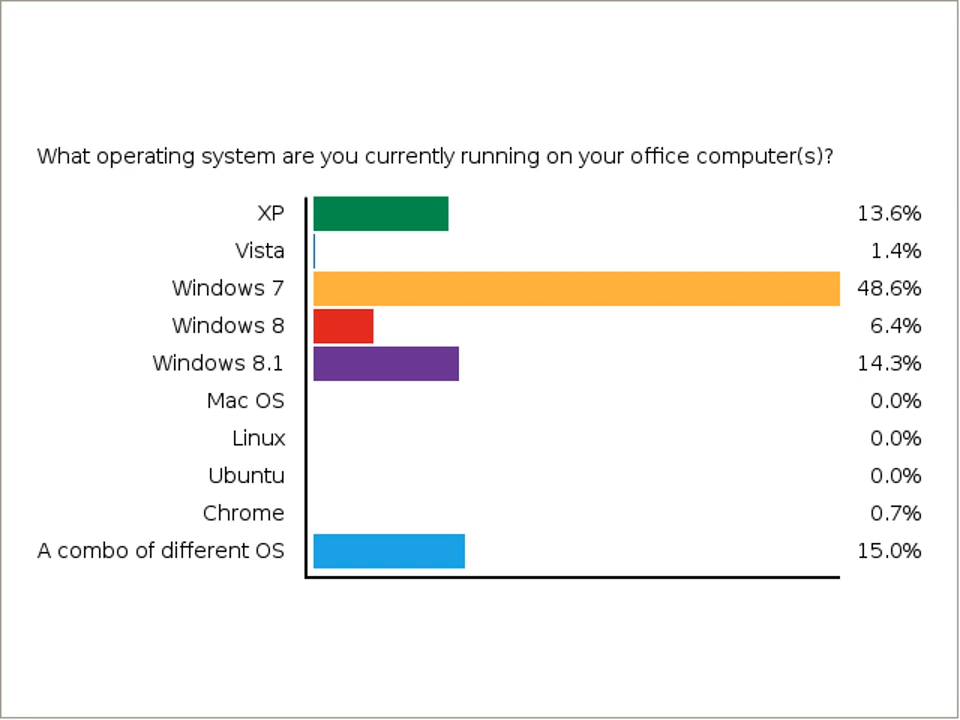 What operating system are you currently running on your office computer(s)?
XP 13.6%
Vista 1.4%
Windows 7 48.6%
Windows 8 6.4%
Windows 8.1 14.3%
Mac OS 0.0%
Linux 0.0%
Ubuntu 0.0%
Chrome 0.7%
A combo of different OS 15.0%